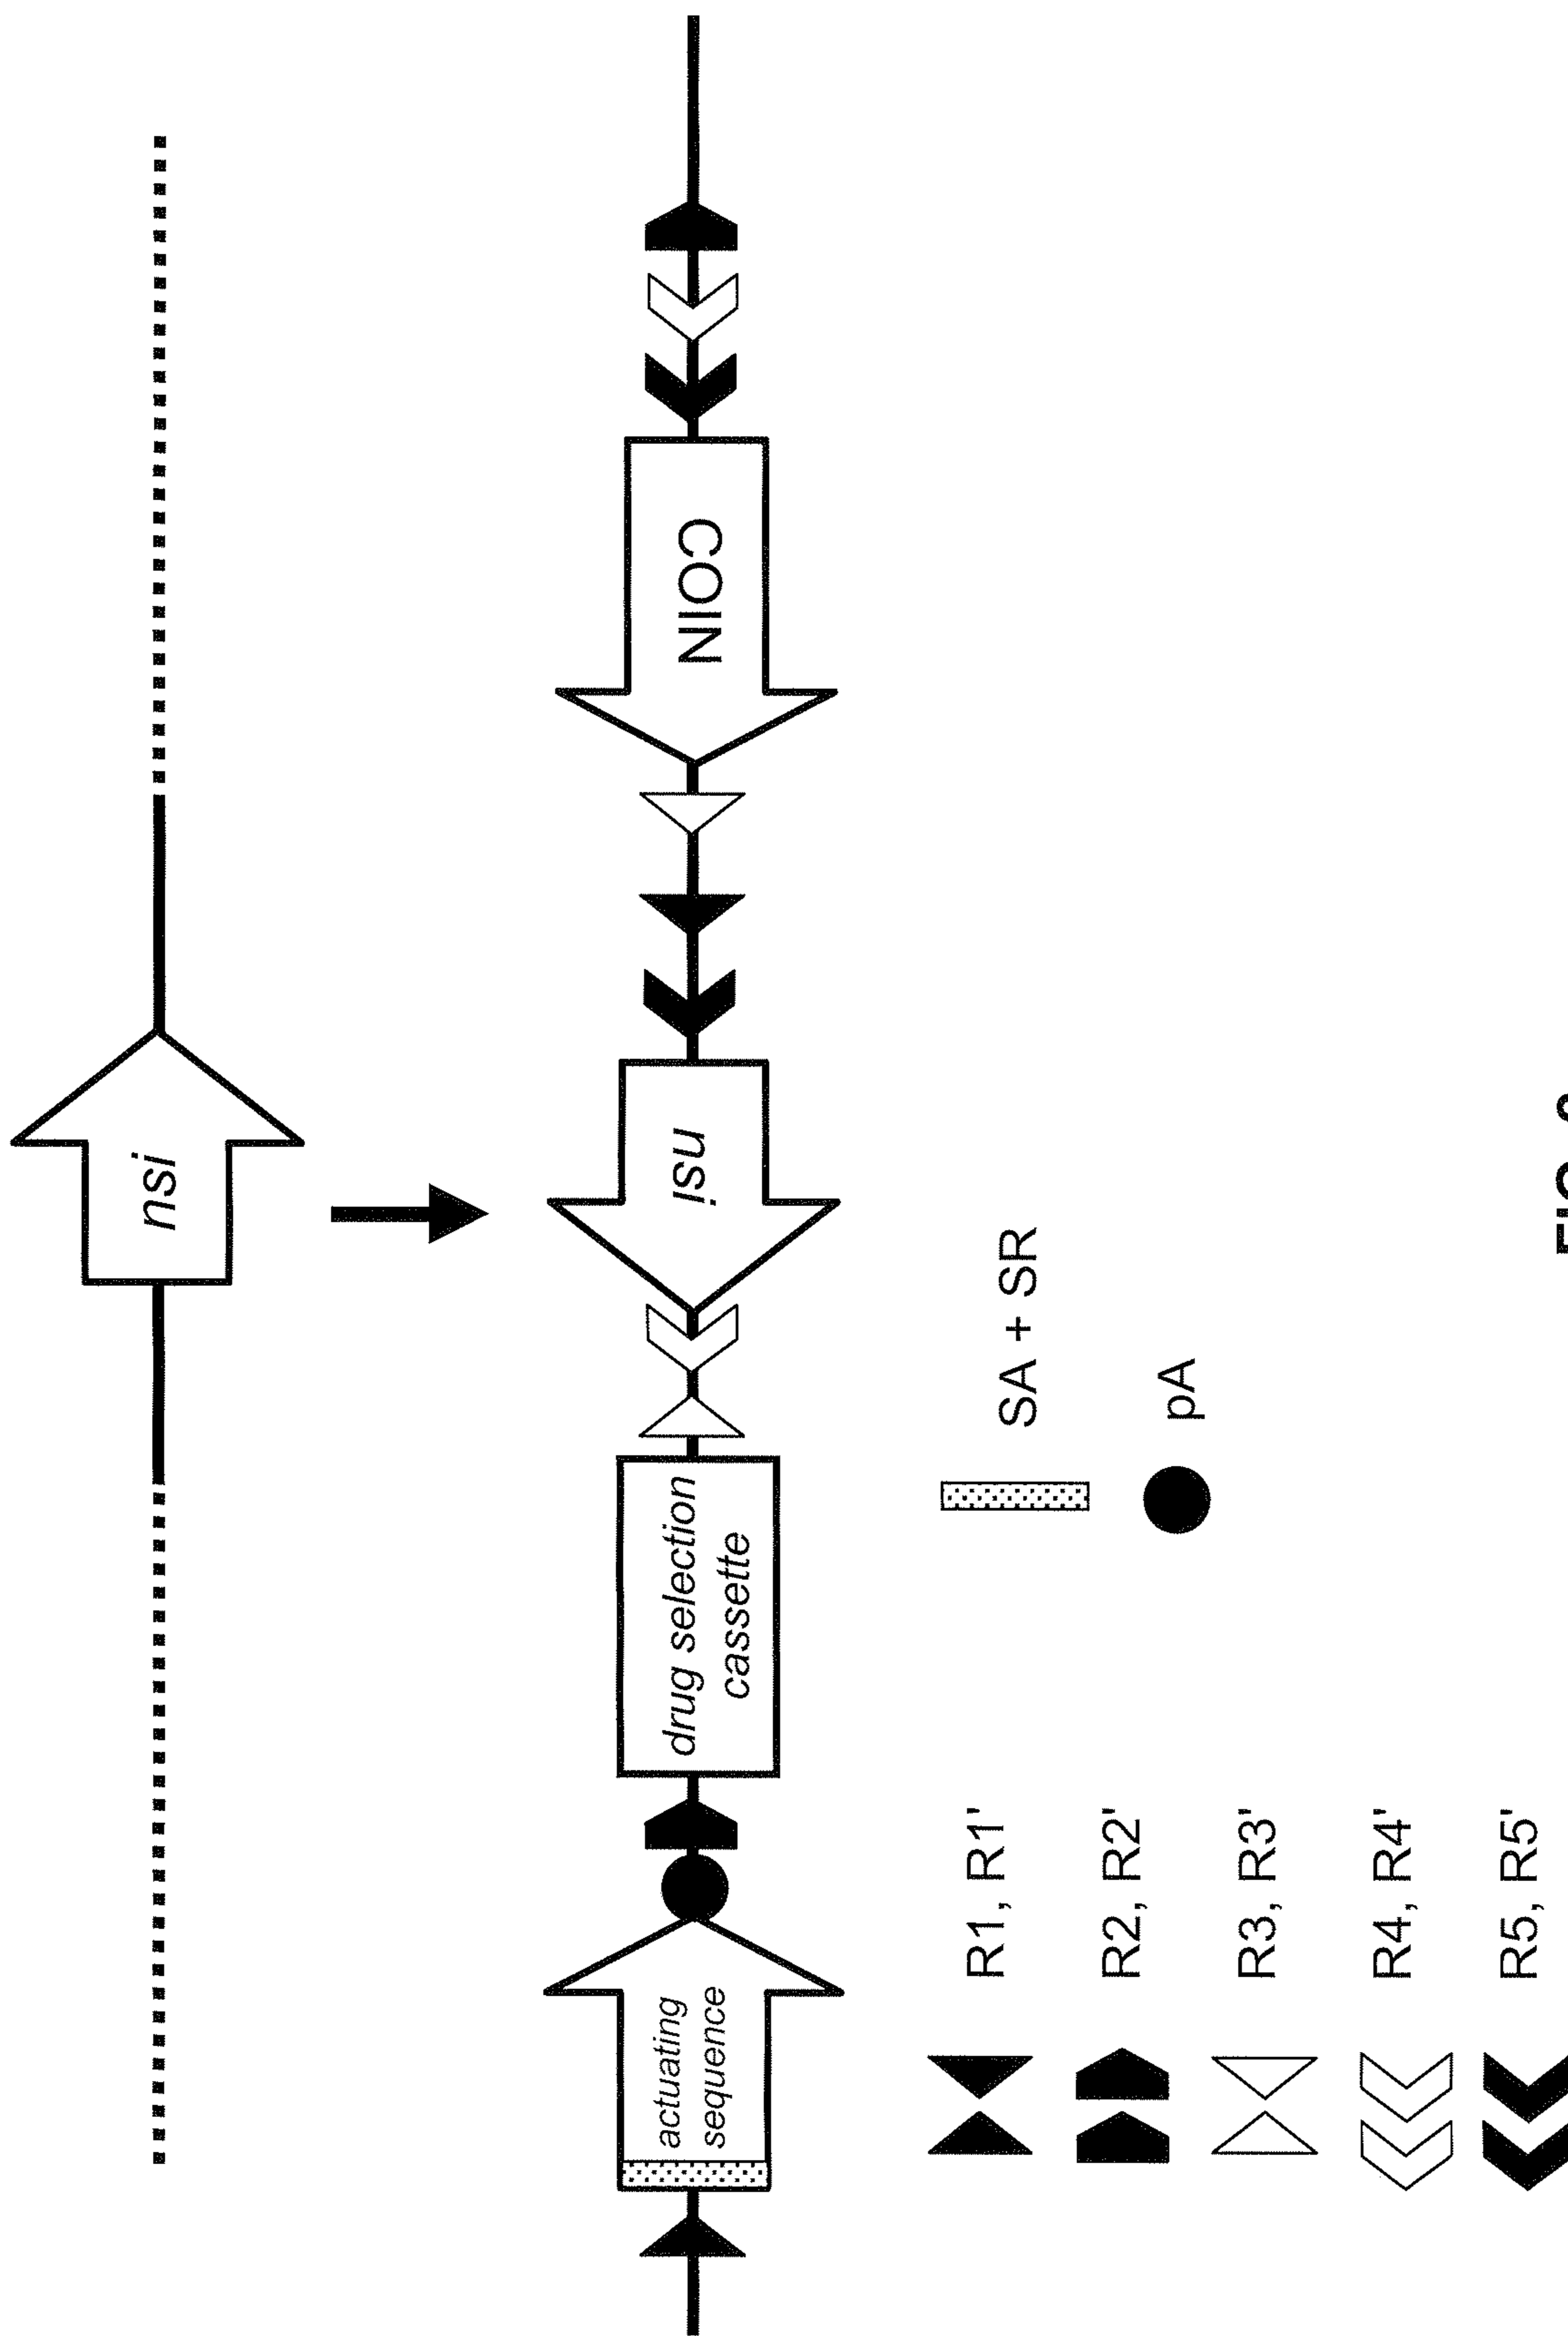 nsi
actuating
sequence
drug selection
cassette
nsi
COIN
R1, R1'
SA + SR
R2, R2'
pA
R3, R3'
R4, R4'
R5, R5'